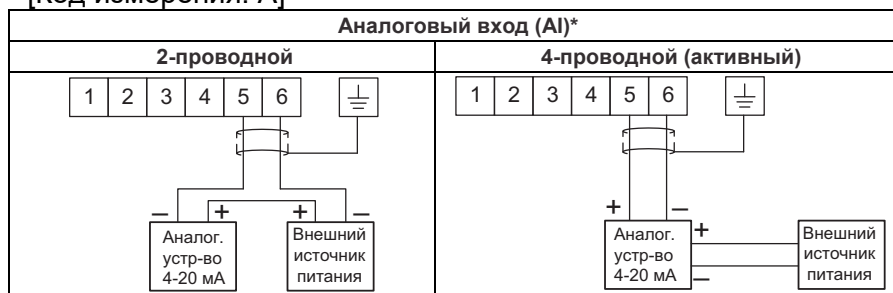 [Код измерения: A]
Аналоговый вход (AI)*
2-проводной
4-проводной (активный)
1 2 3 4 5 6
1 2 3 4 5 6
– + + –
Аналог.
устр-во
4-20 мА
Внешний
источник
питания
+ –
Аналог.
устр-во
4-20 мА
+
–
Внешний
источник
питания